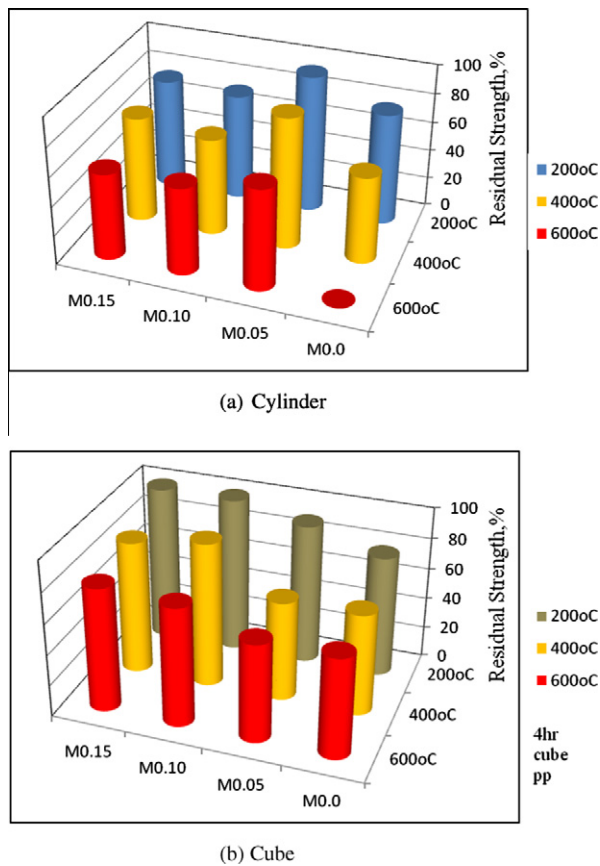 100
80
60
40
20
0
Residual Strength,%
200oC
400oC
600oC
M0.15
M0.10
M0.05
M0.0
200oC
400oC
600oC
(a) Cylinder
100
80
60
40
20
0
Residual Strength,%
200oC
400oC
600oC
M0.15
M0.10
M0.05
M0.0
200oC
400oC
600oC
4hr
cube
pp
(b) Cube